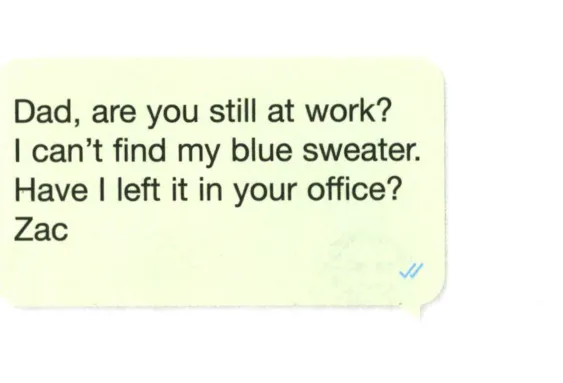 Dad, are you still at work?
I can't find my blue sweater.
Have I left it in your office?
Zac